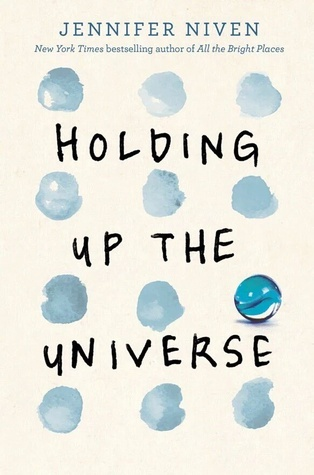 JENNIFER NIVEN
New York Times bestselling author of All the Bright Places
HOLDING
UP THE
UNIVERSE